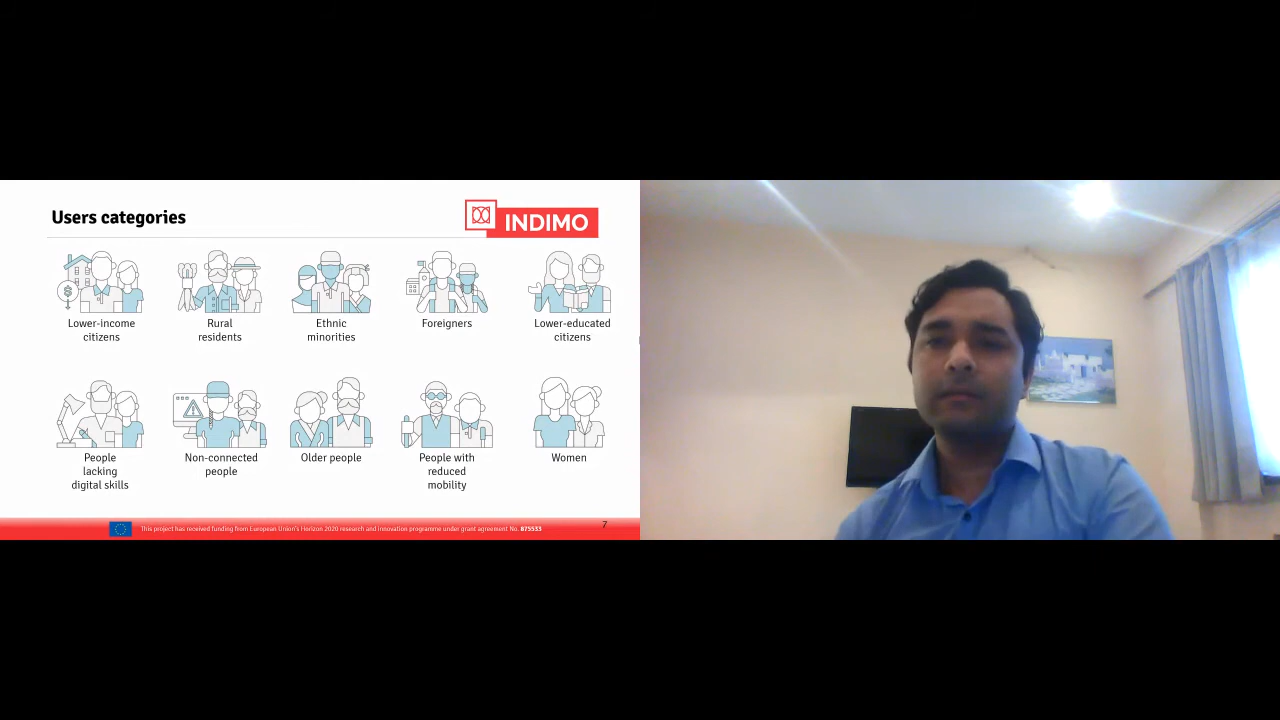 Users categories
INDIMO
Lower-income
citizens
Rural
residents
Ethnic
minorities
Foreigners
Lower-educated
citizens
People
lacking
digital skills
Non-connected
people
Older people
People with
reduced
mobility
Women
This project has received funding from European Union's Horizon 2020 research and innovation programme under grant agreement No. 875533
7